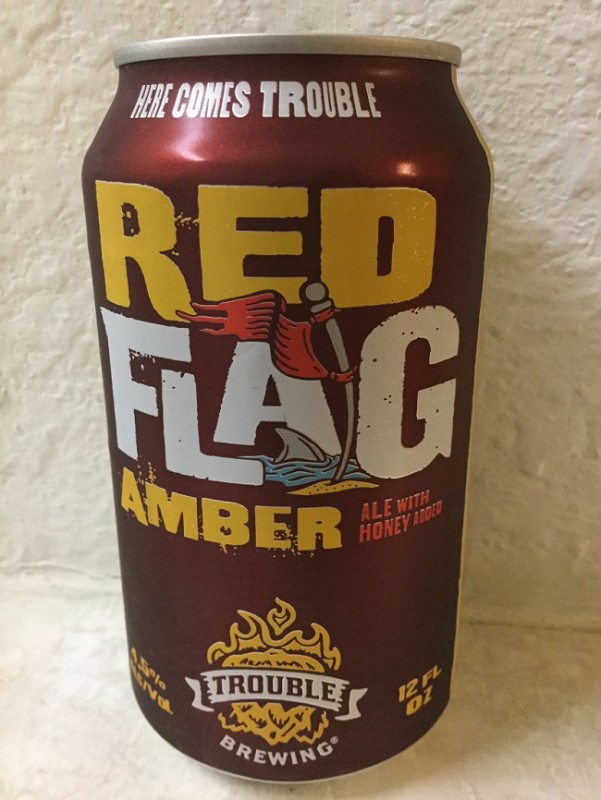 HERE COMES TROUBLE
RED
FLAG
AMBER
ALE WITH
HONEY ADDED
4.5%
ALC/VOL
12 FL
OZ
TROUBLE
BREWING®